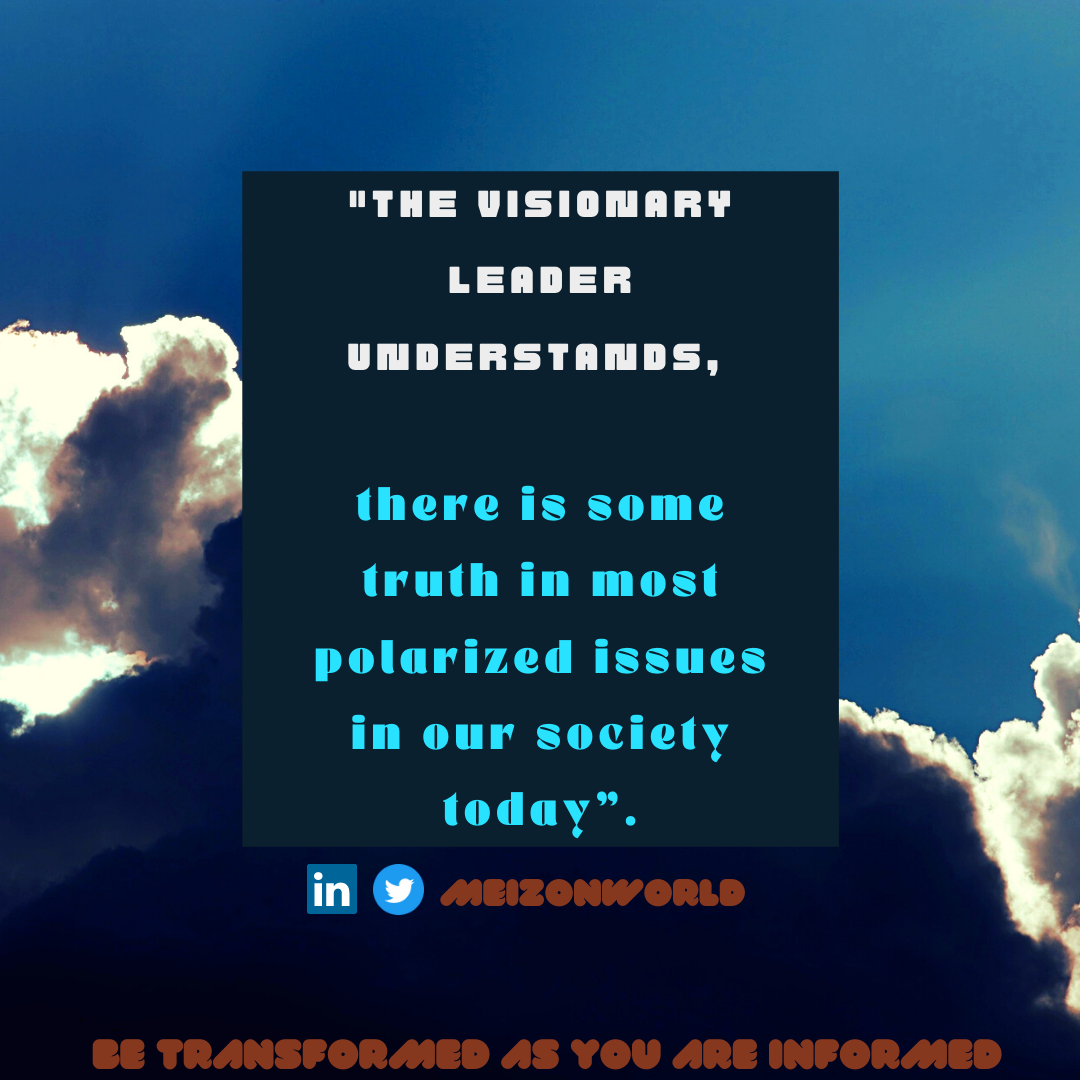 "THE VISIONARY
LEADER
UNDERSTANDS,
there is some
truth in most
polarized issues
in our society
today”.
in MEIZONWORLD
BE TRANSFORMED AS YOU ARE INFORMED